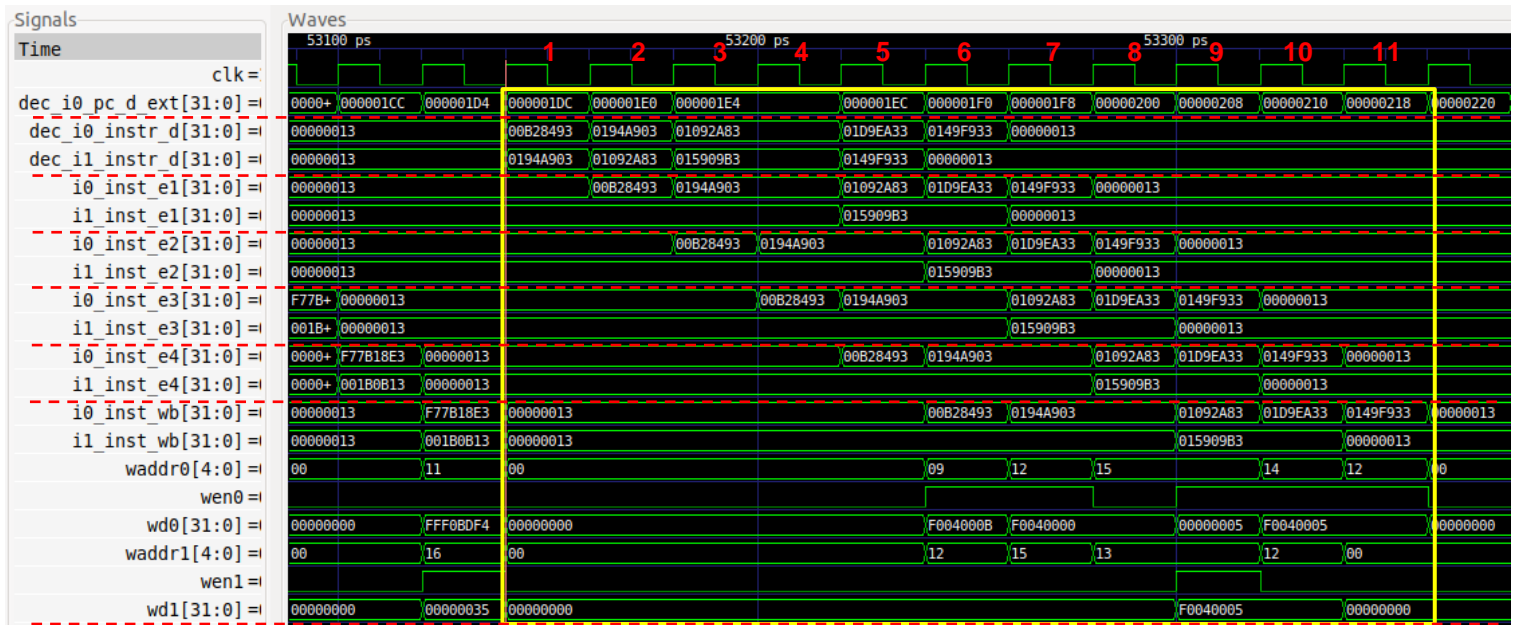 Signals Waves
Time 53100 ps 53200 ps 53300 ps
1 2 3 4 5 6 7 8 9 10 11
clk =
dec_i0_pc_d_ext[31:0] = 0000+ 000001CC 000001D4 000001DC 000001E0 000001E4 000001EC 000001F0 000001F8 00000200 00000208 00000210 00000218 00000220
dec_i0_instr_d[31:0] = 00000013 00B28493 0194A903 01092A83 01D9EA33 0149F933 00000013
dec_i1_instr_d[31:0] = 00000013 0194A903 01092A83 015909B3 0149F933 00000013
i0_inst_e1[31:0] = 00000013 00B28493 0194A903 01092A83 01D9EA33 0149F933 00000013
i1_inst_e1[31:0] = 00000013 015909B3 00000013
i0_inst_e2[31:0] = 00000013 00B28493 0194A903 01092A83 01D9EA33 0149F933 00000013
i1_inst_e2[31:0] = 00000013 015909B3 00000013
i0_inst_e3[31:0] = F77B+ 00000013 00B28493 0194A903 01092A83 01D9EA33 0149F933 00000013
i1_inst_e3[31:0] = 001B+ 00000013 015909B3 00000013
i0_inst_e4[31:0] = 0000+ F77B18E3 00000013 00B28493 0194A903 01092A83 01D9EA33 0149F933 00000013
i1_inst_e4[31:0] = 0000+ 001B0B13 00000013 015909B3 00000013
i0_inst_wb[31:0] = 00000013 F77B18E3 00000013 00B28493 0194A903 01092A83 01D9EA33 0149F933 00000013
i1_inst_wb[31:0] = 00000013 001B0B13 00000013 015909B3 00000013
waddr0[4:0] = 00 11 00 09 12 15 14 12 00
wen0 =
wd0[31:0] = 00000000 FFF0BDF4 00000000 F004000B F0040000 00000005 F0040005 00000000
waddr1[4:0] = 00 16 00 12 15 13 12 00
wen1 =
wd1[31:0] = 00000000 00000035 00000000 F0040005 00000000